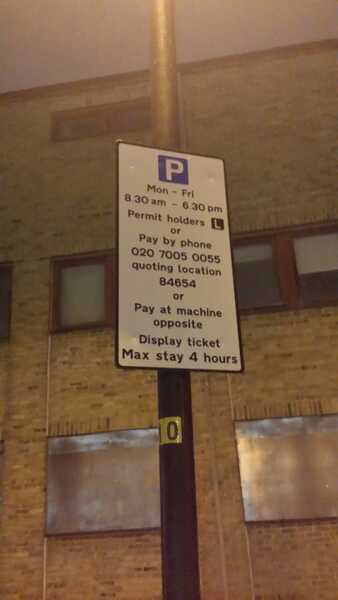 P
Mon - Fri
8.30 am - 6.30 pm
Permit holders L
or
Pay by phone
020 7005 0055
quoting location
84654
or
Pay at machine
opposite
Display ticket
Max stay 4 hours
0